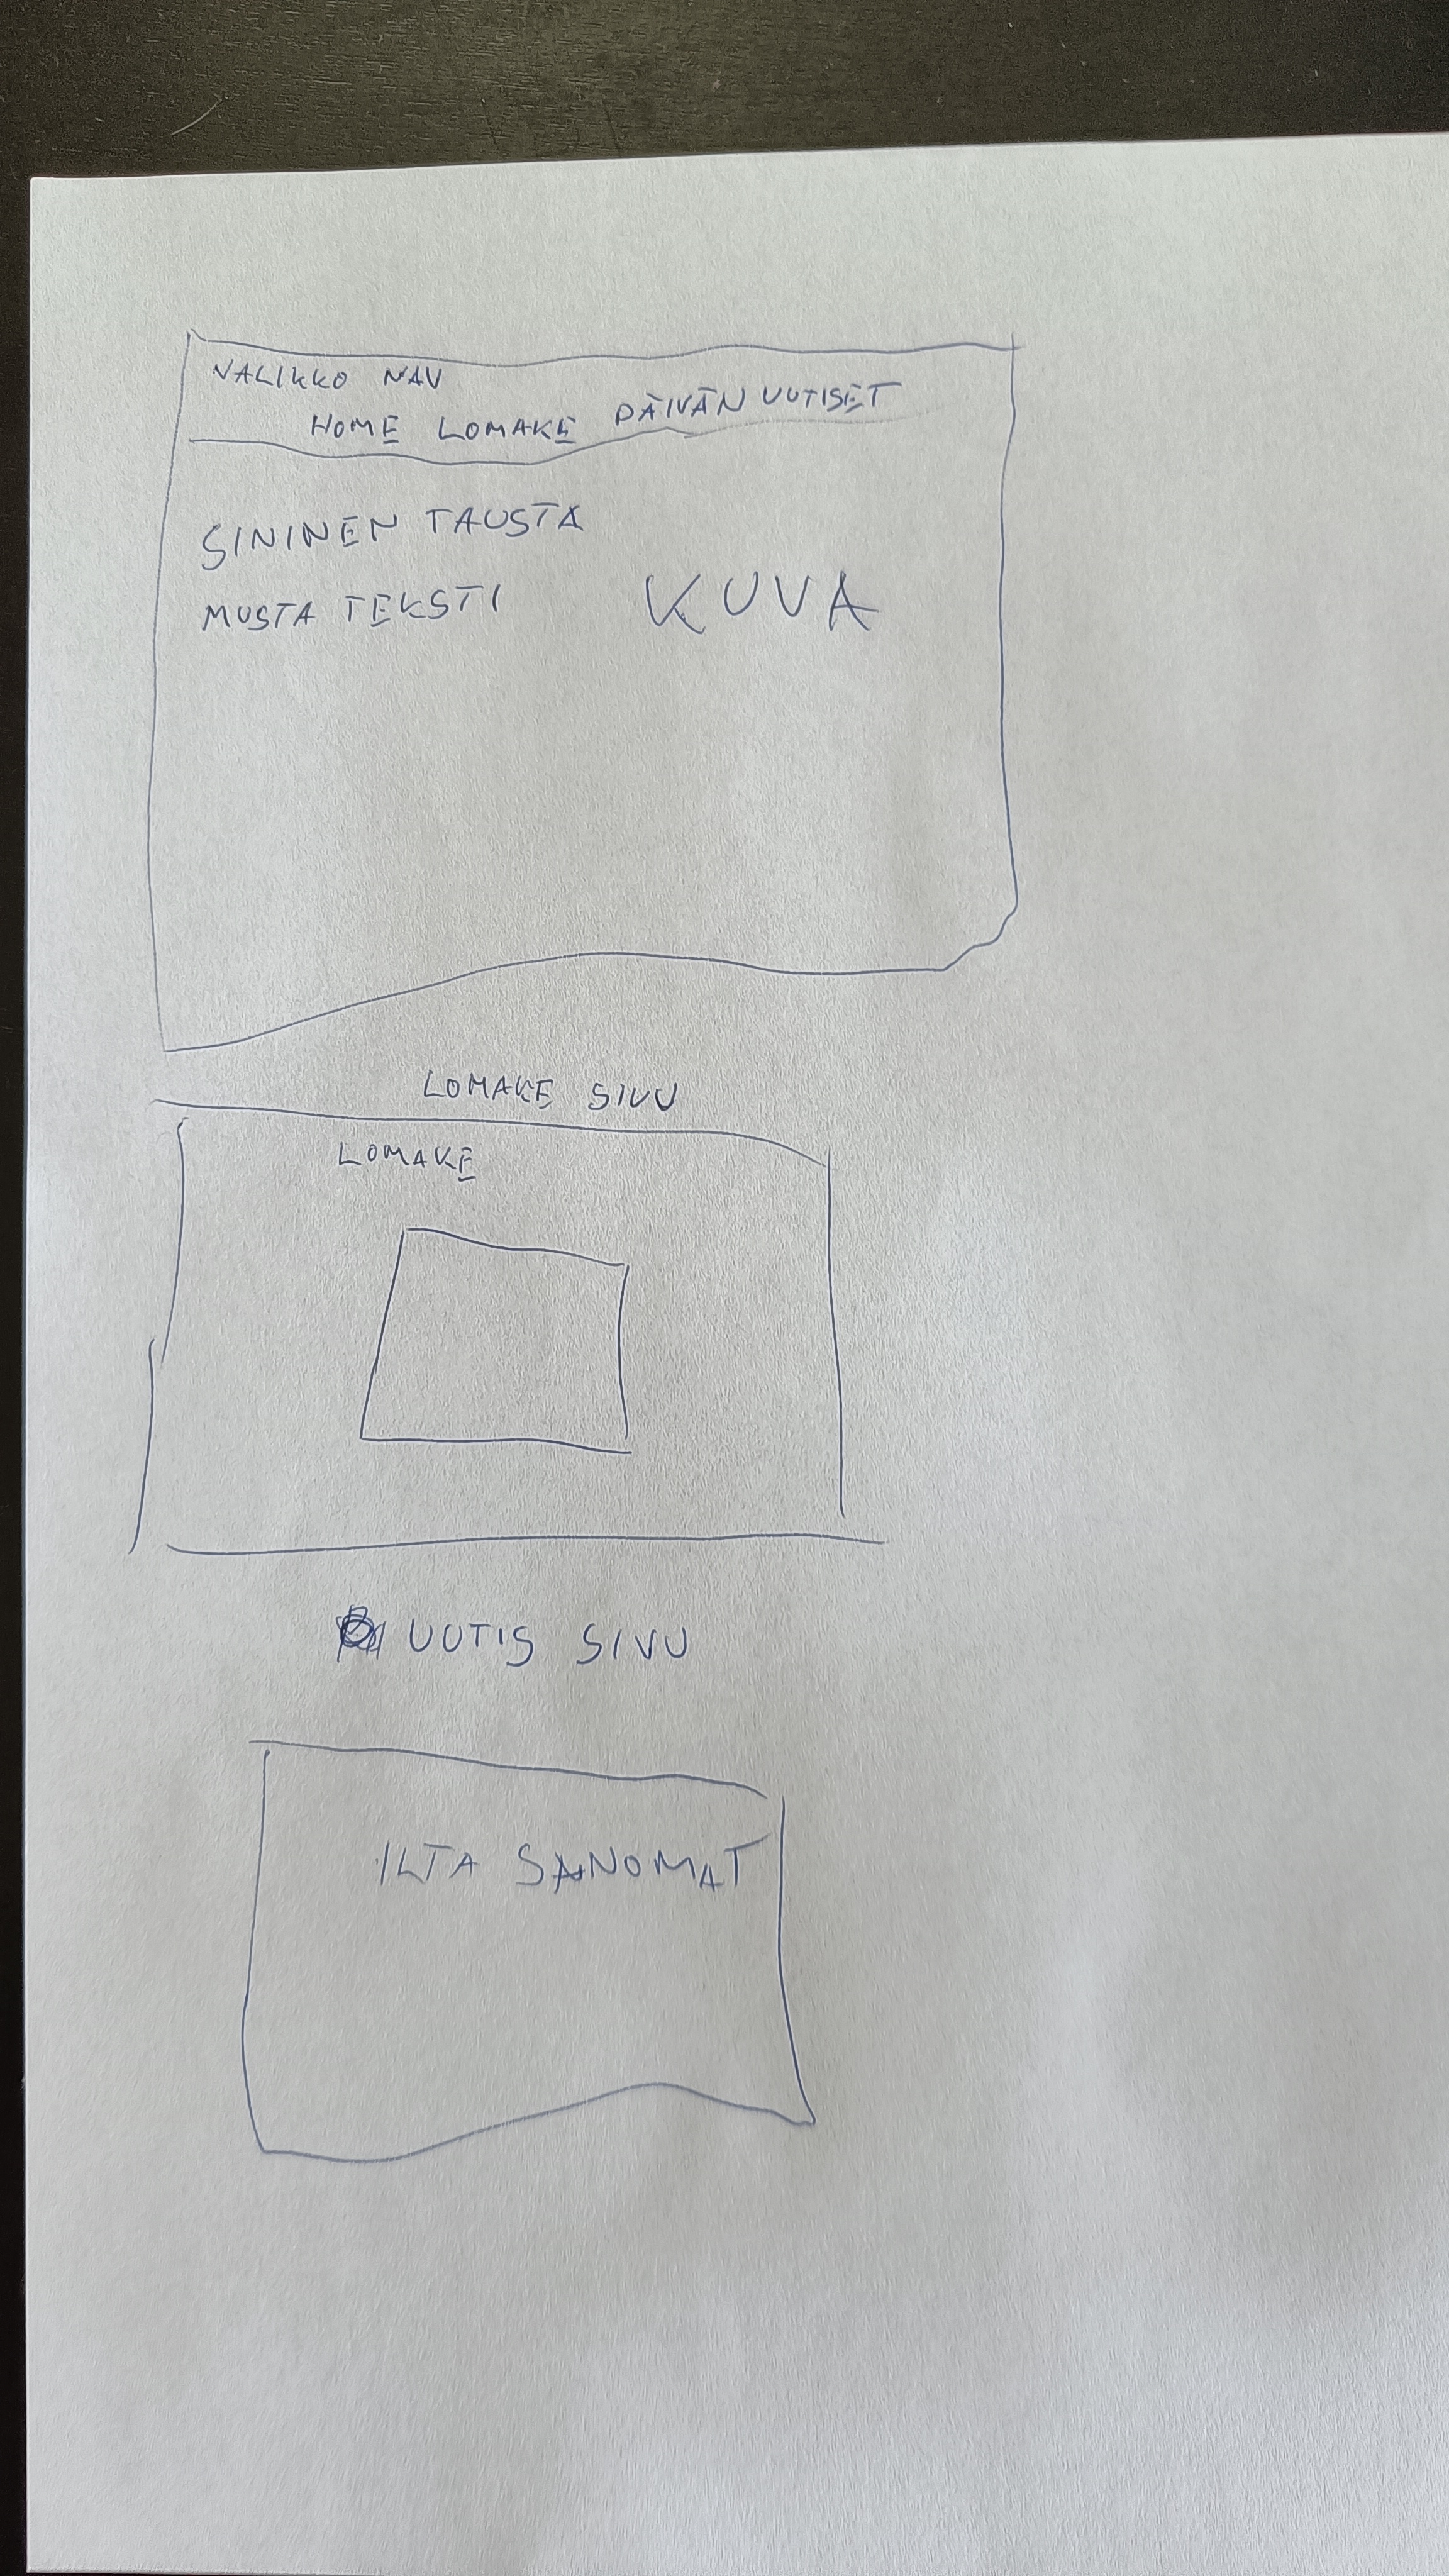 VALIKKO NAV
HOME LOMAKE PÄIVÄN UUTISET
SININEN TAUSTA
MUSTA TEKSTI KUVA
LOMAKE SIVU
LOMAKE
UUTIS SIVU
ILTA SANOMAT